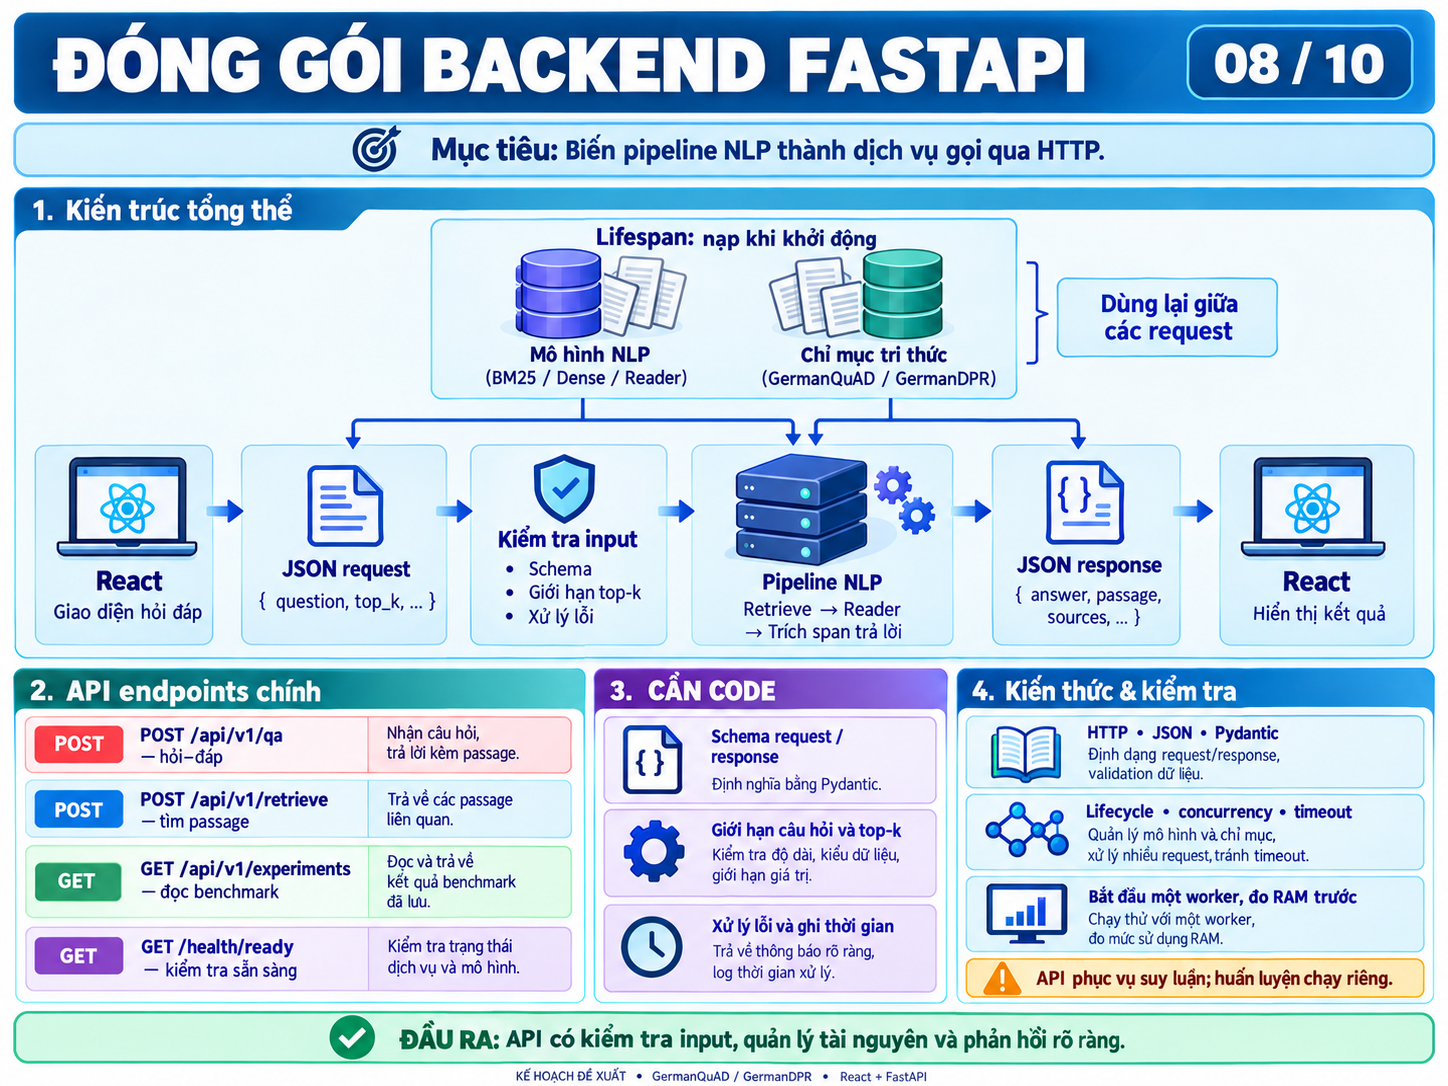 ĐÓNG GÓI BACKEND FASTAPI
08 / 10
Mục tiêu: Biến pipeline NLP thành dịch vụ gọi qua HTTP.
1. Kiến trúc tổng thể
Lifespan: nạp khi khởi động
Mô hình NLP
(BM25 / Dense / Reader)
Chỉ mục tri thức
(GermanQuAD / GermanDPR)
Dùng lại giữa
các request
React
Giao diện hỏi đáp
JSON request
{ question, top_k, ... }
Kiểm tra input
• Schema
• Giới hạn top-k
• Xử lý lỗi
Pipeline NLP
Retrieve → Reader
→ Trích span trả lời
{ }
JSON response
{ answer, passage,
sources, ... }
React
Hiển thị kết quả
2. API endpoints chính
POST
POST /api/v1/qa
— hỏi–đáp
Nhận câu hỏi,
trả lời kèm passage.
POST
POST /api/v1/retrieve
— tìm passage
Trả về các passage
liên quan.
GET
GET /api/v1/experiments
— đọc benchmark
Đọc và trả về
kết quả benchmark
đã lưu.
GET
GET /health/ready
— kiểm tra sẵn sàng
Kiểm tra trạng thái
dịch vụ và mô hình.
3. CẦN CODE
{ }
Schema request /
response
Định nghĩa bằng Pydantic.
Giới hạn câu hỏi và top-k
Kiểm tra độ dài, kiểu dữ liệu,
giới hạn giá trị.
Xử lý lỗi và ghi thời gian
Trả về thông báo rõ ràng,
log thời gian xử lý.
4. Kiến thức & kiểm tra
HTTP • JSON • Pydantic
Định dạng request/response,
validation dữ liệu.
Lifecycle • concurrency • timeout
Quản lý mô hình và chỉ mục,
xử lý nhiều request, tránh timeout.
Bắt đầu một worker, đo RAM trước
Chạy thử với một worker,
đo mức sử dụng RAM.
API phục vụ suy luận; huấn luyện chạy riêng.
ĐẦU RA: API có kiểm tra input, quản lý tài nguyên và phản hồi rõ ràng.
KẾ HOẠCH ĐỀ XUẤT • GermanQuAD / GermanDPR • React + FastAPI